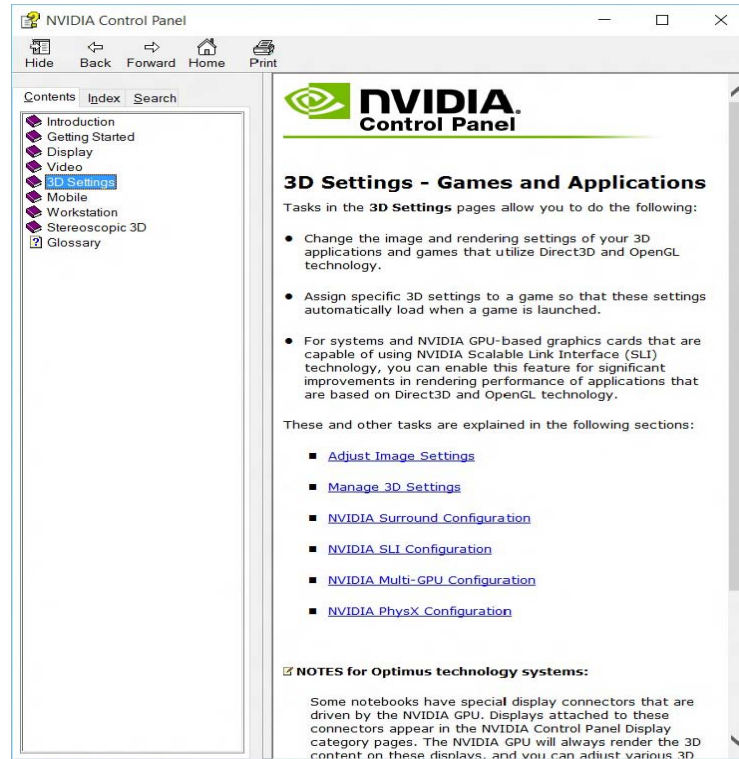 NVIDIA Control Panel
Hide Back Forward Home Print
Contents Index Search
Introduction
Getting Started
Display
Video
3D Settings
Mobile
Workstation
Stereoscopic 3D
Glossary
NVIDIA.
Control Panel
3D Settings - Games and Applications
Tasks in the 3D Settings pages allow you to do the following:
Change the image and rendering settings of your 3D
applications and games that utilize Direct3D and OpenGL
technology.
Assign specific 3D settings to a game so that these settings
automatically load when a game is launched.
For systems and NVIDIA GPU-based graphics cards that are
capable of using NVIDIA Scalable Link Interface (SLI)
technology, you can enable this feature for significant
improvements in rendering performance of applications that
are based on Direct3D and OpenGL technology.
These and other tasks are explained in the following sections:
Adjust Image Settings
Manage 3D Settings
NVIDIA Surround Configuration
NVIDIA SLI Configuration
NVIDIA Multi-GPU Configuration
NVIDIA PhysX Configuration
NOTES for Optimus technology systems:
Some notebooks have special display connectors that are
driven by the NVIDIA GPU. Displays attached to these
connectors appear in the NVIDIA Control Panel Display
category pages. The NVIDIA GPU will always render the 3D
content on these displays, and you can adjust various 3D